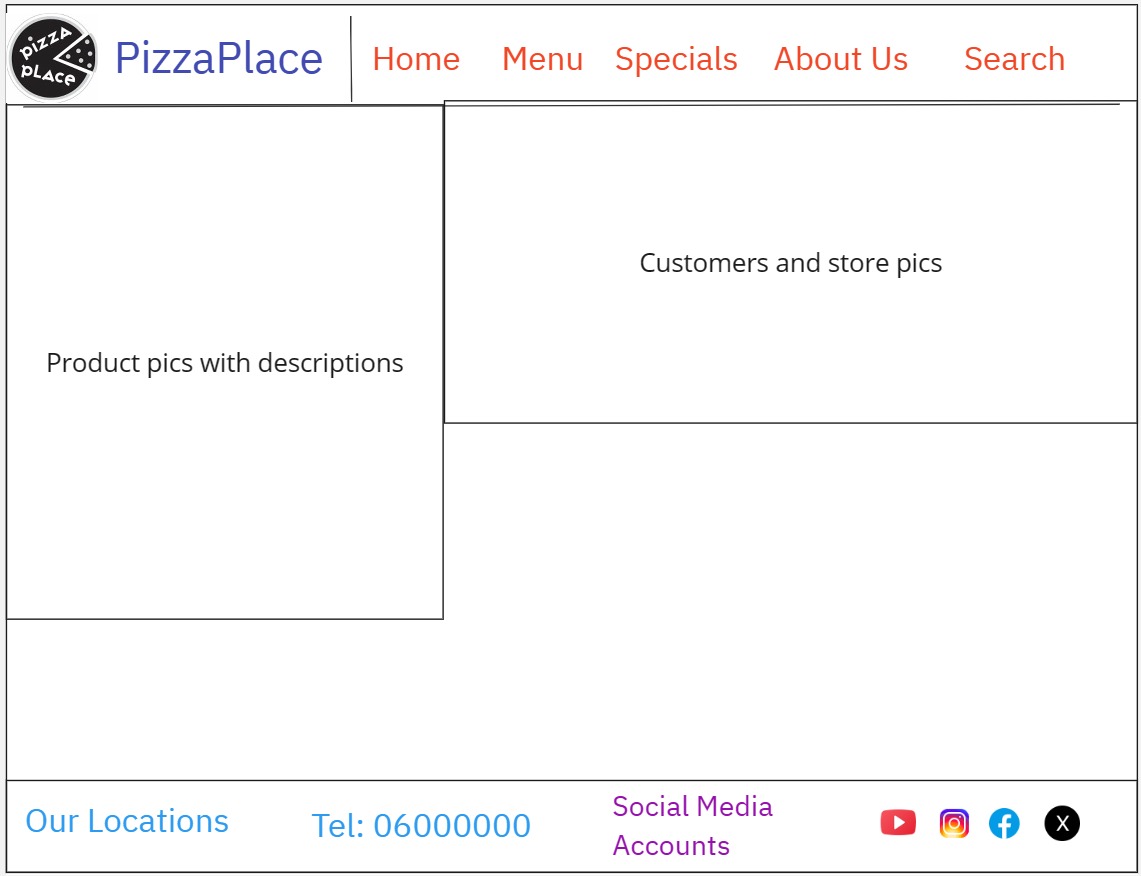 pizza
pLAce
PizzaPlace
Home
Menu
Specials
About Us
Search
Customers and store pics
Product pics with descriptions
Our Locations
Tel: 06000000
Social Media
Accounts
X